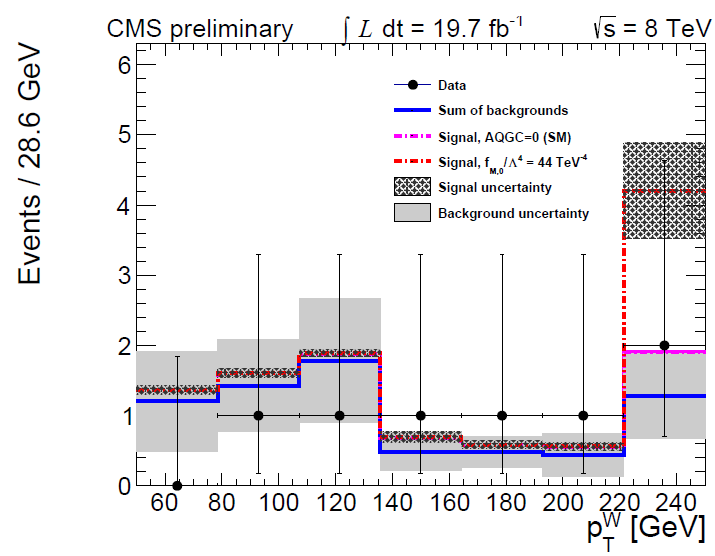 CMS preliminary ∫ L dt = 19.7 fb⁻¹ √s = 8 TeV
Events / 28.6 GeV
6
5
4
3
2
1
0
Data
Sum of backgrounds
Signal, AQGC=0 (SM)
Signal, f_M,0/Λ⁴ = 44 TeV⁻⁴
Signal uncertainty
Background uncertainty
60 80 100 120 140 160 180 200 220 240
p_T^W [GeV]